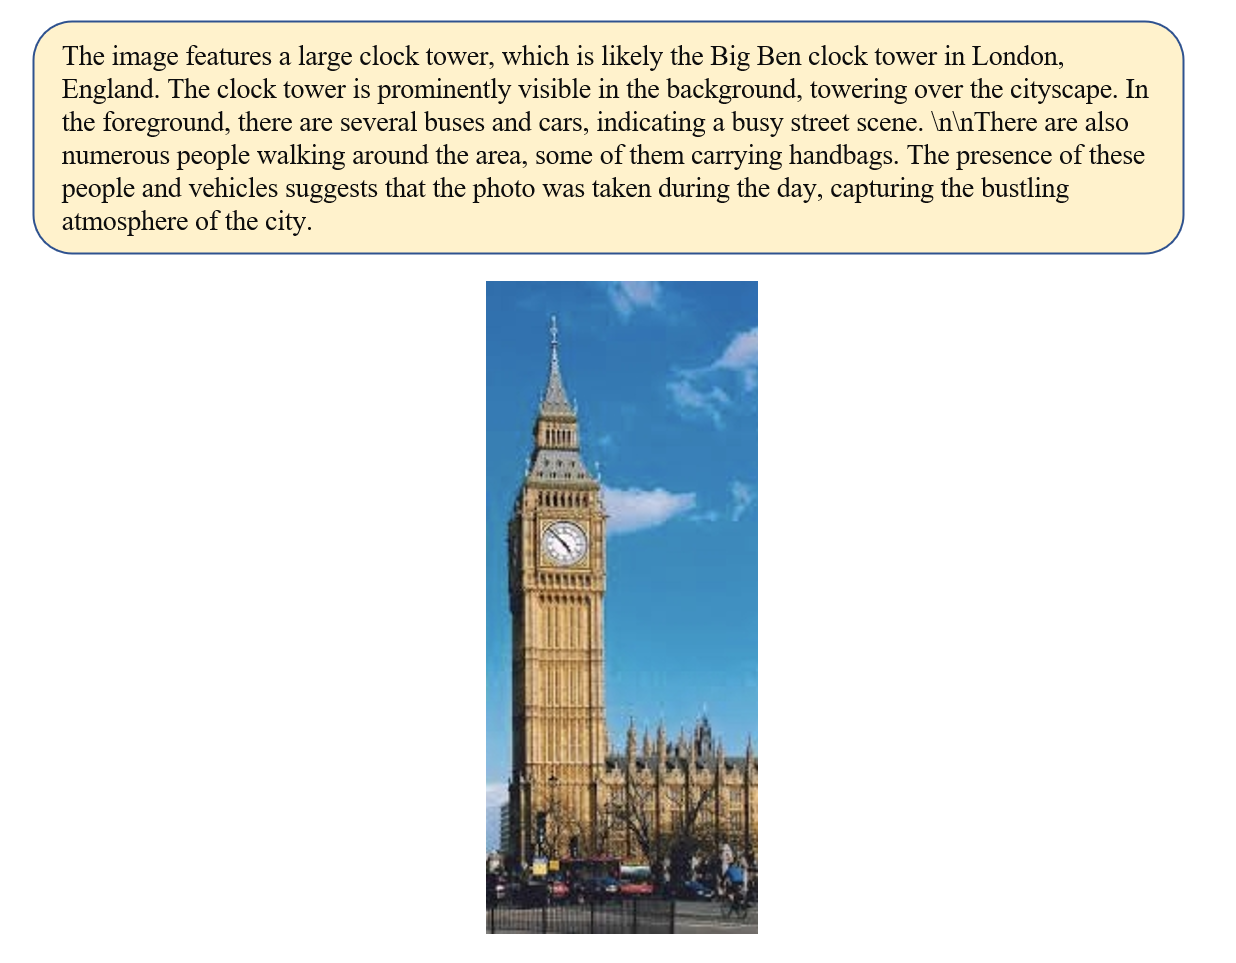 The image features a large clock tower, which is likely the Big Ben clock tower in London,
England. The clock tower is prominently visible in the background, towering over the cityscape. In
the foreground, there are several buses and cars, indicating a busy street scene. \n\nThere are also
numerous people walking around the area, some of them carrying handbags. The presence of these
people and vehicles suggests that the photo was taken during the day, capturing the bustling
atmosphere of the city.